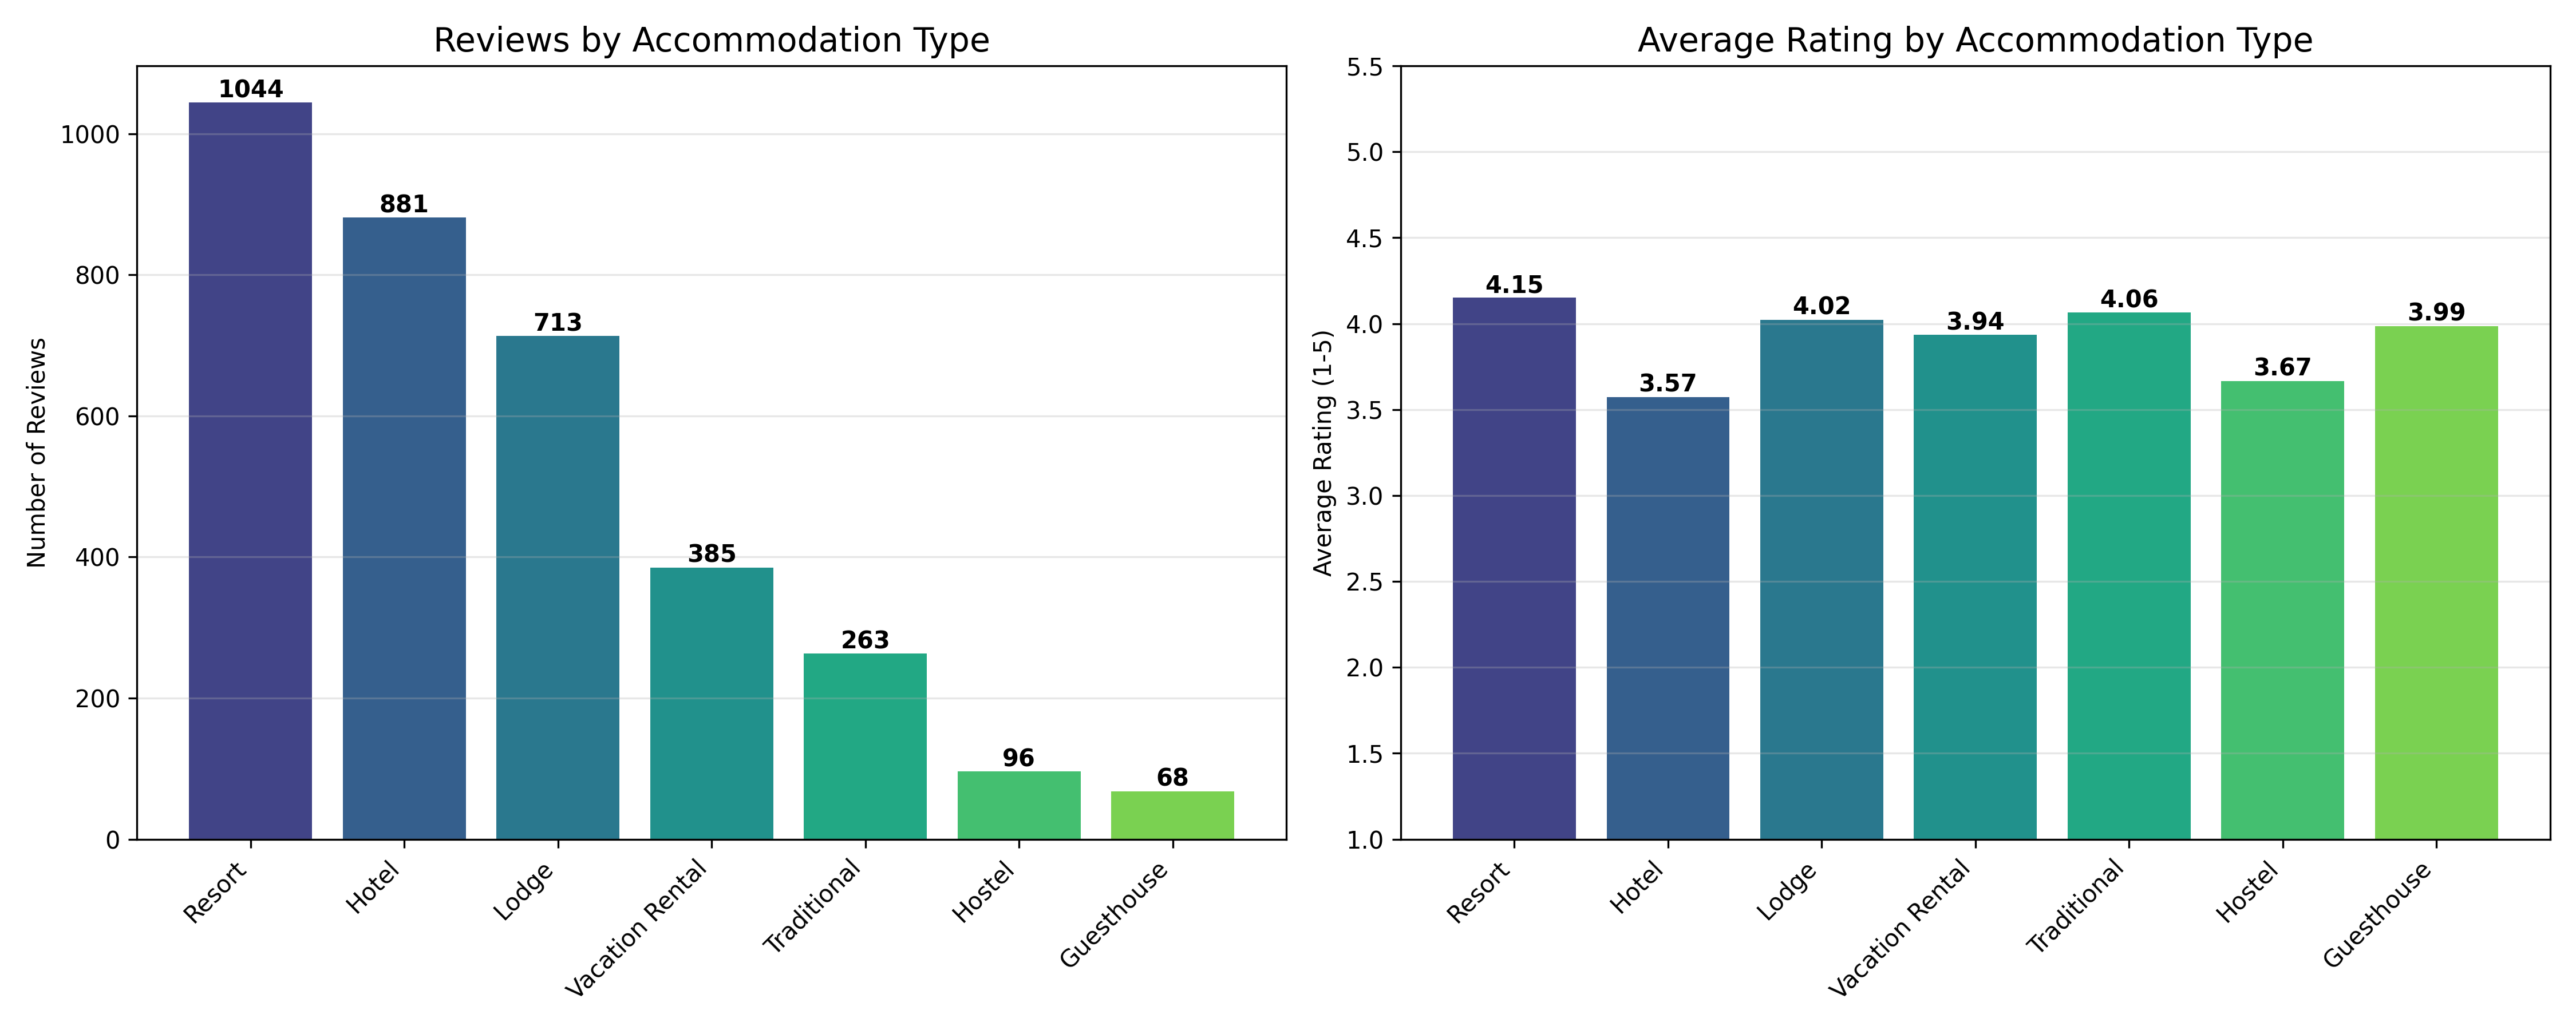 Reviews by Accommodation Type
Number of Reviews
1000
800
600
400
200
0
1044
881
713
385
263
96
68
Resort
Hotel
Lodge
Vacation Rental
Traditional
Hostel
Guesthouse
Average Rating by Accommodation Type
Average Rating (1-5)
5.5
5.0
4.5
4.0
3.5
3.0
2.5
2.0
1.5
1.0
4.15
3.57
4.02
3.94
4.06
3.67
3.99
Resort
Hotel
Lodge
Vacation Rental
Traditional
Hostel
Guesthouse